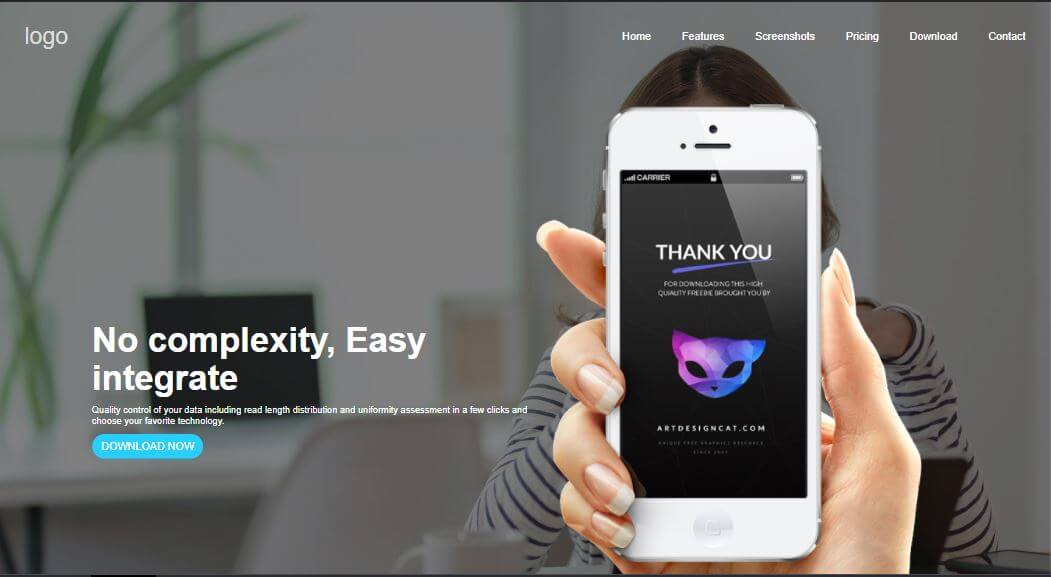 logo
Home Features Screenshots Pricing Download Contact
CARRIER
THANK YOU
FOR DOWNLOADING THIS HIGH
QUALITY FREEBIE BROUGHT YOU BY
No complexity, Easy
integrate
Quality control of your data including read length distribution and uniformity assessment in a few clicks and
choose your favorite technology.
DOWNLOAD NOW
ARTDESIGNCAT.COM
UNIQUE FREE GRAPHICS RESOURCE,